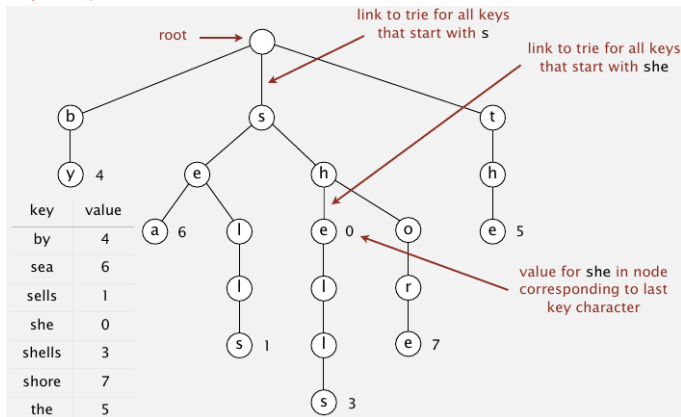 root
link to trie for all keys
that start with s
link to trie for all keys
that start with she
b
s
t
y 4
e
h
h
key value
by 4
sea 6
sells 1
she 0
shells 3
shore 7
the 5
a 6
l
e 0
o
e 5
l
l
r
s 1
l
e 7
s 3
value for she in node
corresponding to last
key character